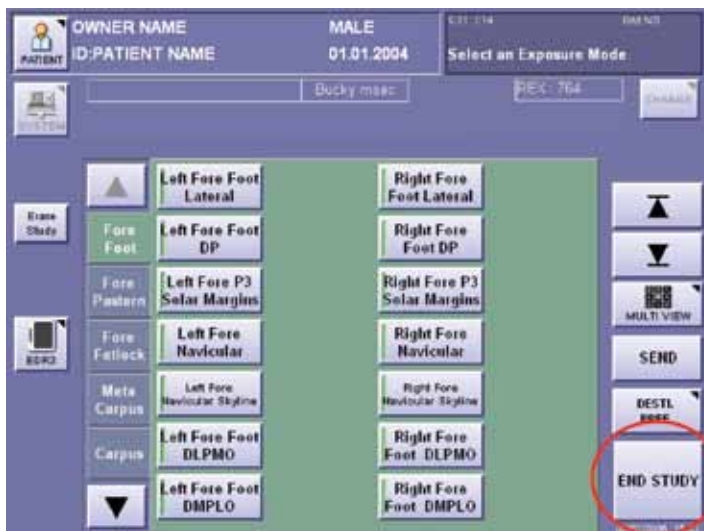 OWNER NAME MALE
PATIENT ID:PATIENT NAME 01.01.2004 Select an Exposure Mode
SYSTEM Bucky msec REX: 764 CHANGE
Left Fore Foot Lateral
Right Fore Foot Lateral
Erase Study
Fore Foot
Left Fore Foot DP
Right Fore Foot DP
Fore Pastern
Left Fore P3 Solar Margins
Right Fore P3 Solar Margins
MULTI VIEW
Fore Fetlock
Left Fore Navicular
Right Fore Navicular
SEND
EDR3
Meta Carpus
Left Fore Navicular Skyline
Right Fore Navicular Skyline
DESTI.
Carpus
Left Fore Foot DLPMO
Right Fore Foot DLPMO
END STUDY
Left Fore Foot DMPLO
Right Fore Foot DMPLO